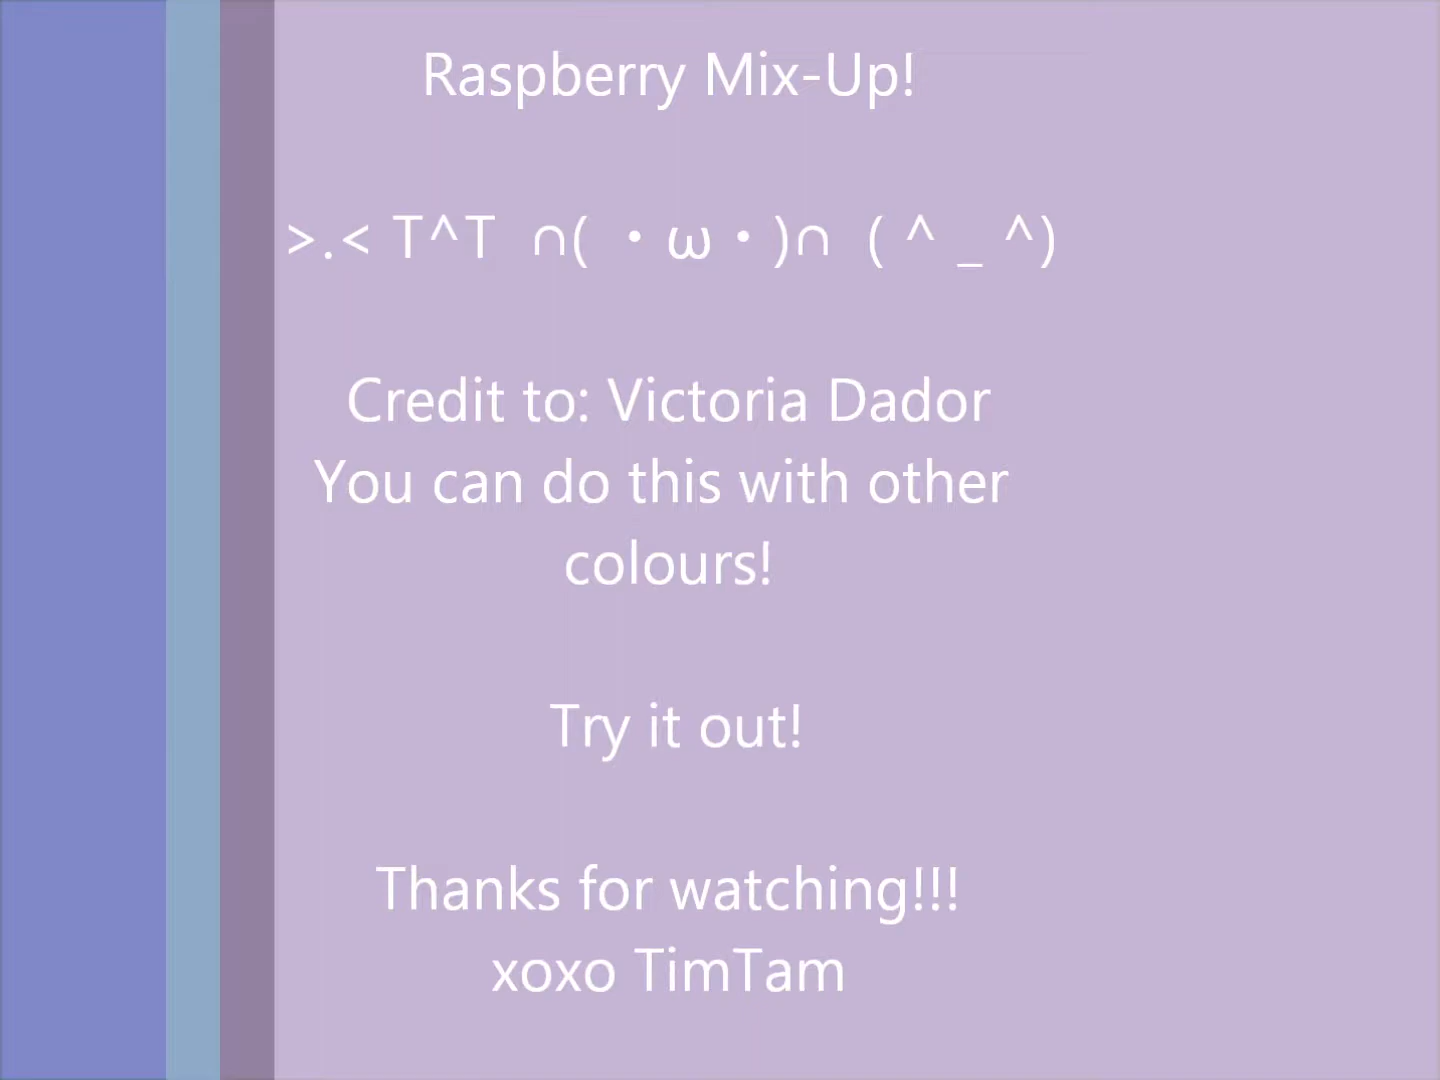 Raspberry Mix-Up!
>.< T^T ∩( ・ω・)∩ ( ^ _ ^)
Credit to: Victoria Dador
You can do this with other
colours!
Try it out!
Thanks for watching!!!
xoxo TimTam